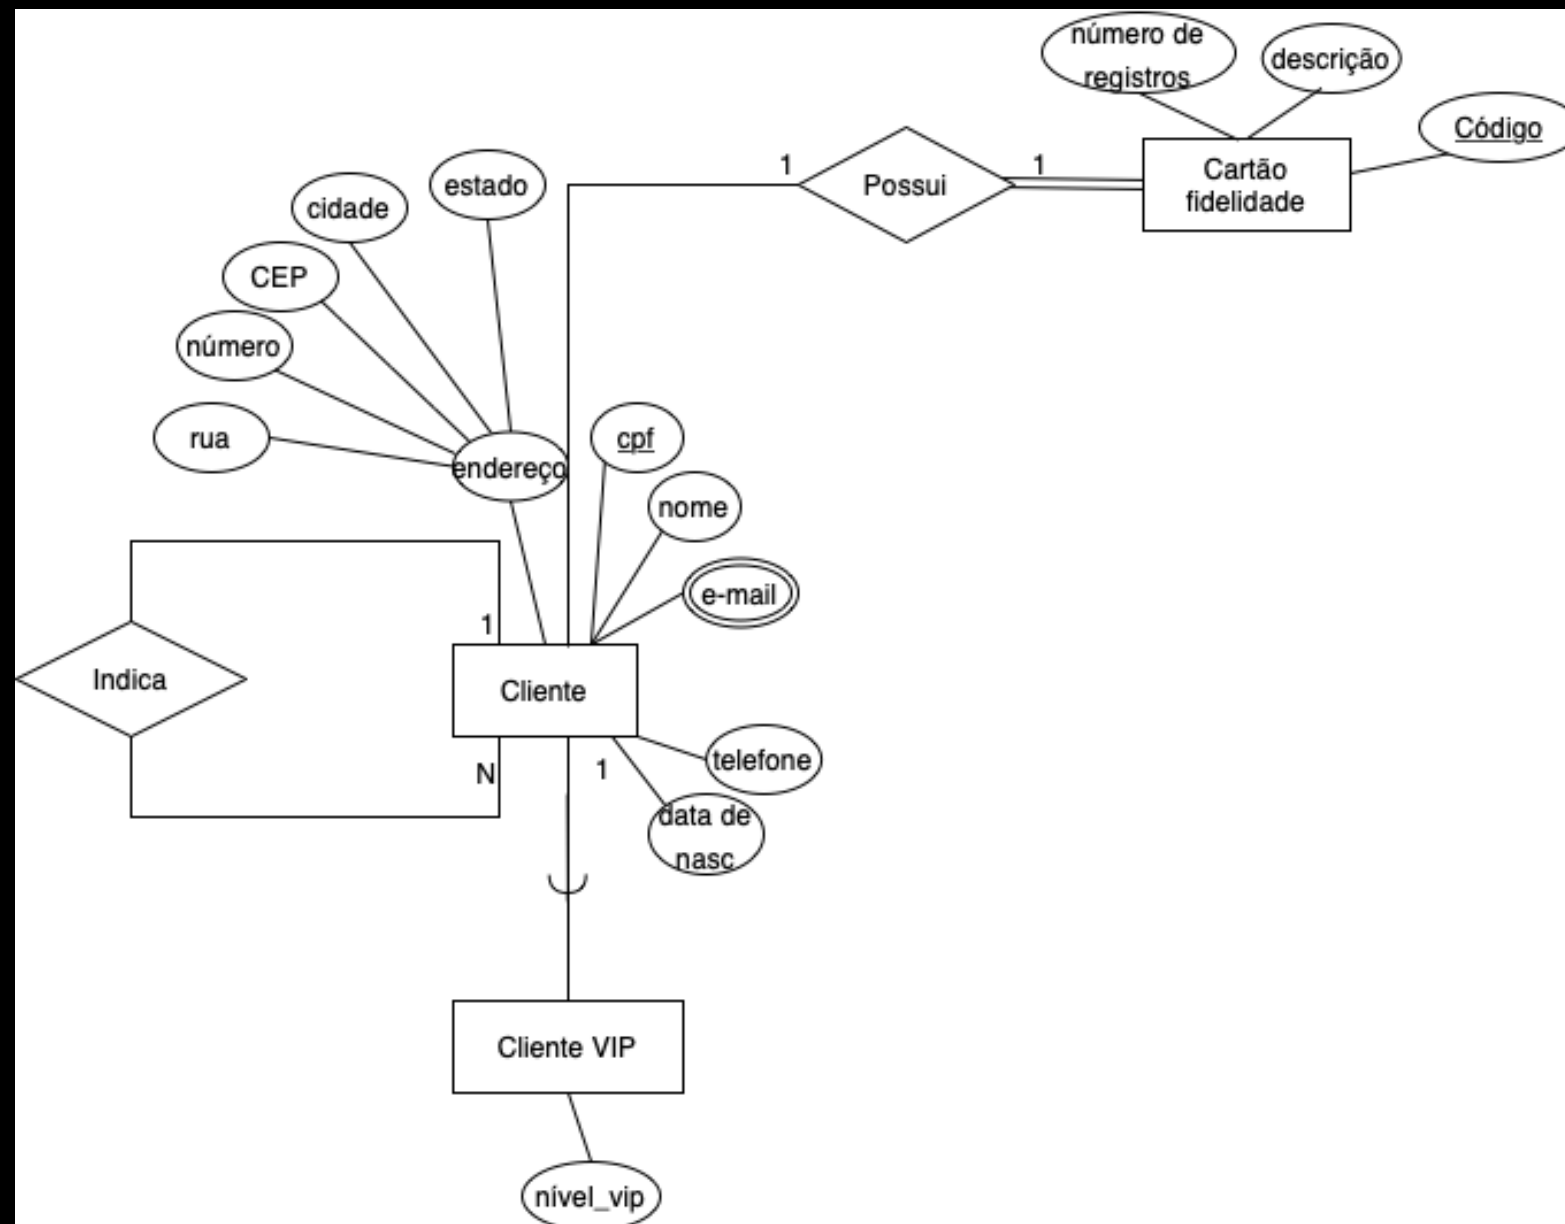 número de
registros
descrição
Código
1
Possui
1
Cartão
fidelidade
estado
cidade
CEP
número
rua
endereço
cpf
nome
e-mail
1
Indica
Cliente
N
1
telefone
data de
nasc
Cliente VIP
nível_vip